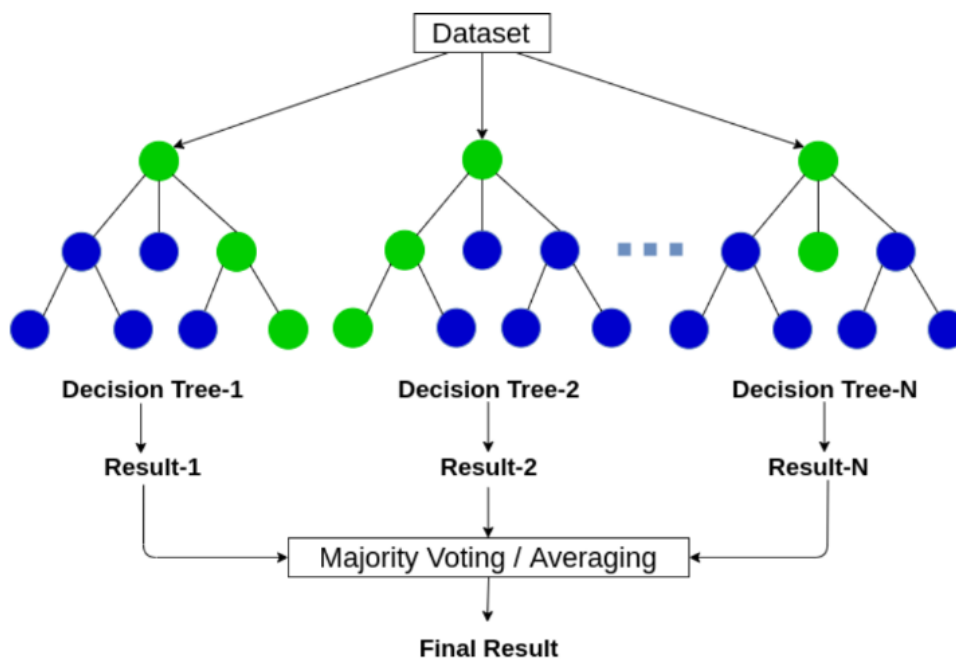 Dataset
Decision Tree-1
Decision Tree-2
Decision Tree-N
Result-1
Result-2
Result-N
Majority Voting / Averaging
Final Result